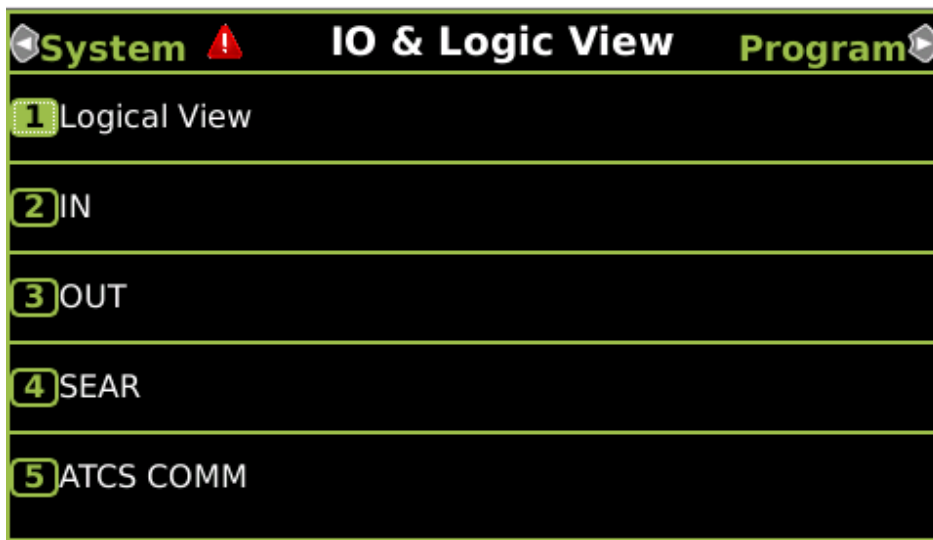 System IO & Logic View Program
1 Logical View
2 IN
3 OUT
4 SEAR
5 ATCS COMM